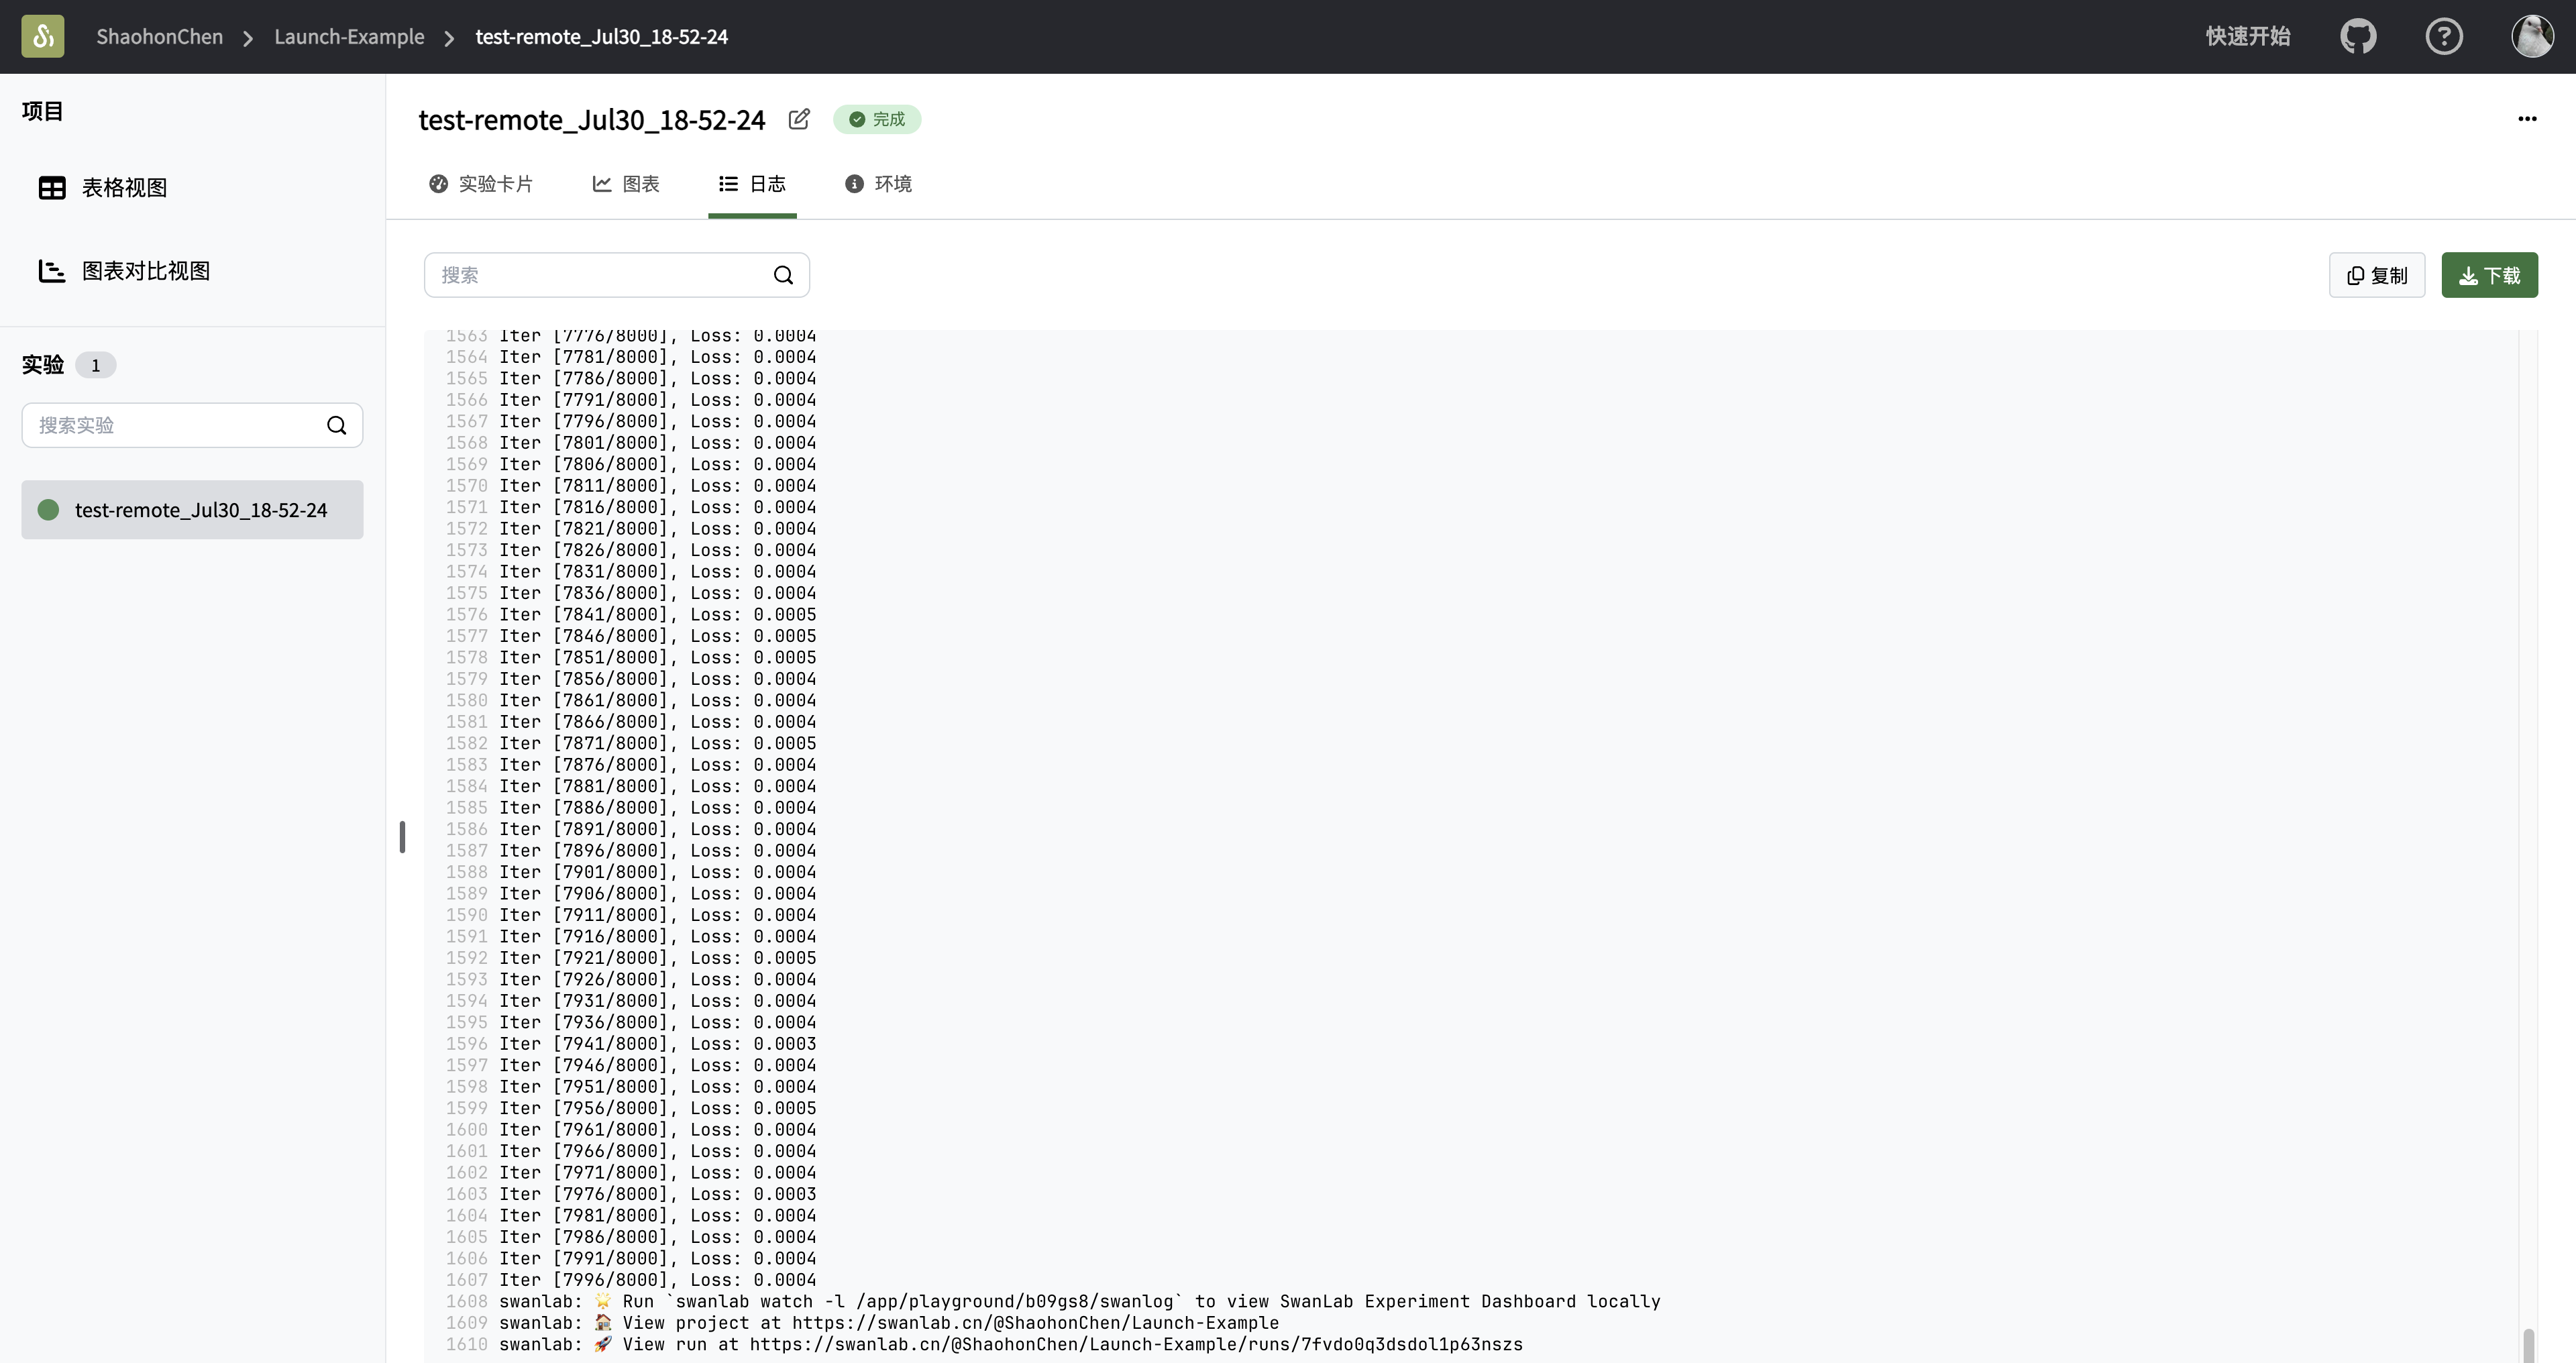 ShaohonChen > Launch-Example > test-remote_Jul30_18-52-24
快速开始
项目
表格视图
图表对比视图
实验 1
搜索实验
test-remote_Jul30_18-52-24
test-remote_Jul30_18-52-24
完成
实验卡片 图表 日志 环境
搜索
复制 下载
1563 Iter [7776/8000], Loss: 0.0004
1564 Iter [7781/8000], Loss: 0.0004
1565 Iter [7786/8000], Loss: 0.0004
1566 Iter [7791/8000], Loss: 0.0004
1567 Iter [7796/8000], Loss: 0.0004
1568 Iter [7801/8000], Loss: 0.0004
1569 Iter [7806/8000], Loss: 0.0004
1570 Iter [7811/8000], Loss: 0.0004
1571 Iter [7816/8000], Loss: 0.0004
1572 Iter [7821/8000], Loss: 0.0004
1573 Iter [7826/8000], Loss: 0.0004
1574 Iter [7831/8000], Loss: 0.0004
1575 Iter [7836/8000], Loss: 0.0004
1576 Iter [7841/8000], Loss: 0.0005
1577 Iter [7846/8000], Loss: 0.0005
1578 Iter [7851/8000], Loss: 0.0005
1579 Iter [7856/8000], Loss: 0.0004
1580 Iter [7861/8000], Loss: 0.0004
1581 Iter [7866/8000], Loss: 0.0004
1582 Iter [7871/8000], Loss: 0.0005
1583 Iter [7876/8000], Loss: 0.0004
1584 Iter [7881/8000], Loss: 0.0004
1585 Iter [7886/8000], Loss: 0.0004
1586 Iter [7891/8000], Loss: 0.0004
1587 Iter [7896/8000], Loss: 0.0004
1588 Iter [7901/8000], Loss: 0.0004
1589 Iter [7906/8000], Loss: 0.0004
1590 Iter [7911/8000], Loss: 0.0004
1591 Iter [7916/8000], Loss: 0.0004
1592 Iter [7921/8000], Loss: 0.0005
1593 Iter [7926/8000], Loss: 0.0004
1594 Iter [7931/8000], Loss: 0.0004
1595 Iter [7936/8000], Loss: 0.0004
1596 Iter [7941/8000], Loss: 0.0003
1597 Iter [7946/8000], Loss: 0.0004
1598 Iter [7951/8000], Loss: 0.0004
1599 Iter [7956/8000], Loss: 0.0005
1600 Iter [7961/8000], Loss: 0.0004
1601 Iter [7966/8000], Loss: 0.0004
1602 Iter [7971/8000], Loss: 0.0004
1603 Iter [7976/8000], Loss: 0.0003
1604 Iter [7981/8000], Loss: 0.0004
1605 Iter [7986/8000], Loss: 0.0004
1606 Iter [7991/8000], Loss: 0.0004
1607 Iter [7996/8000], Loss: 0.0004
1608 swanlab: 🌟 Run `swanlab watch -l /app/playground/b09gs8/swanlog` to view SwanLab Experiment Dashboard locally
1609 swanlab: 🏠 View project at https://swanlab.cn/@ShaohonChen/Launch-Example
1610 swanlab: 🚀 View run at https://swanlab.cn/@ShaohonChen/Launch-Example/runs/7fvdo0q3dsdol1p63nszs